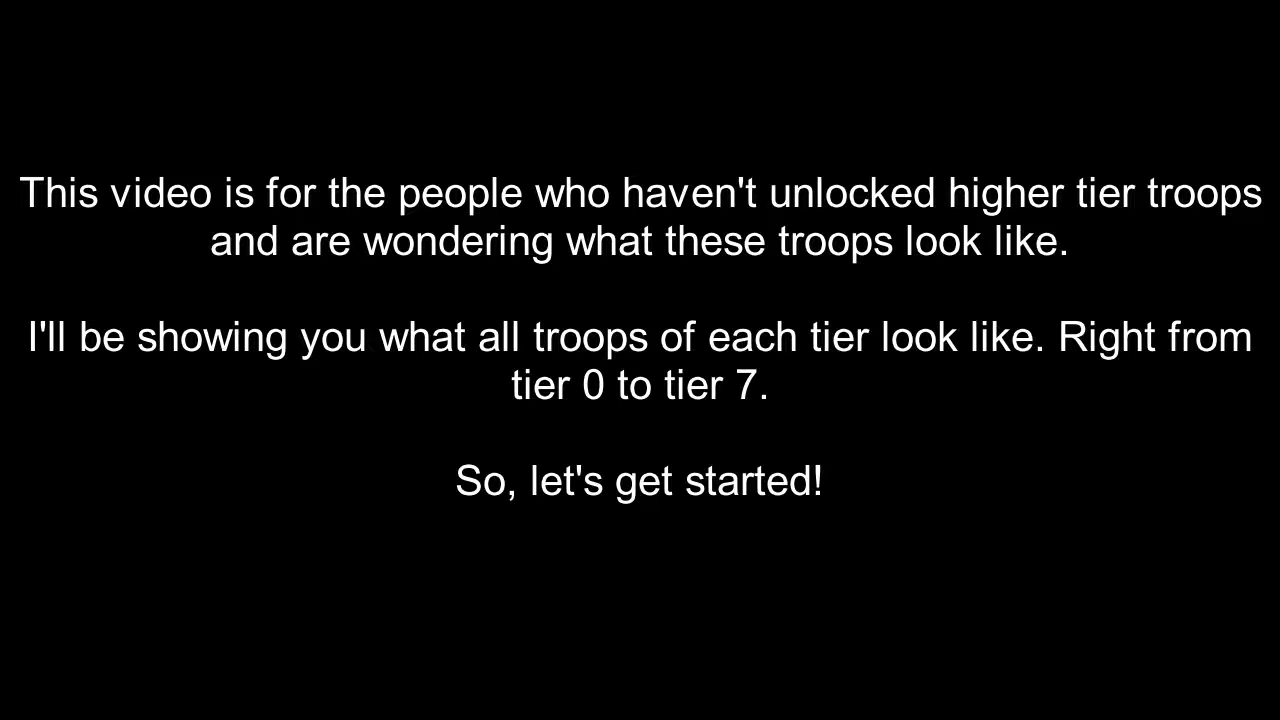 This video is for the people who haven't unlocked higher tier troops
and are wondering what these troops look like.
I'll be showing you what all troops of each tier look like. Right from
tier 0 to tier 7.
So, let's get started!